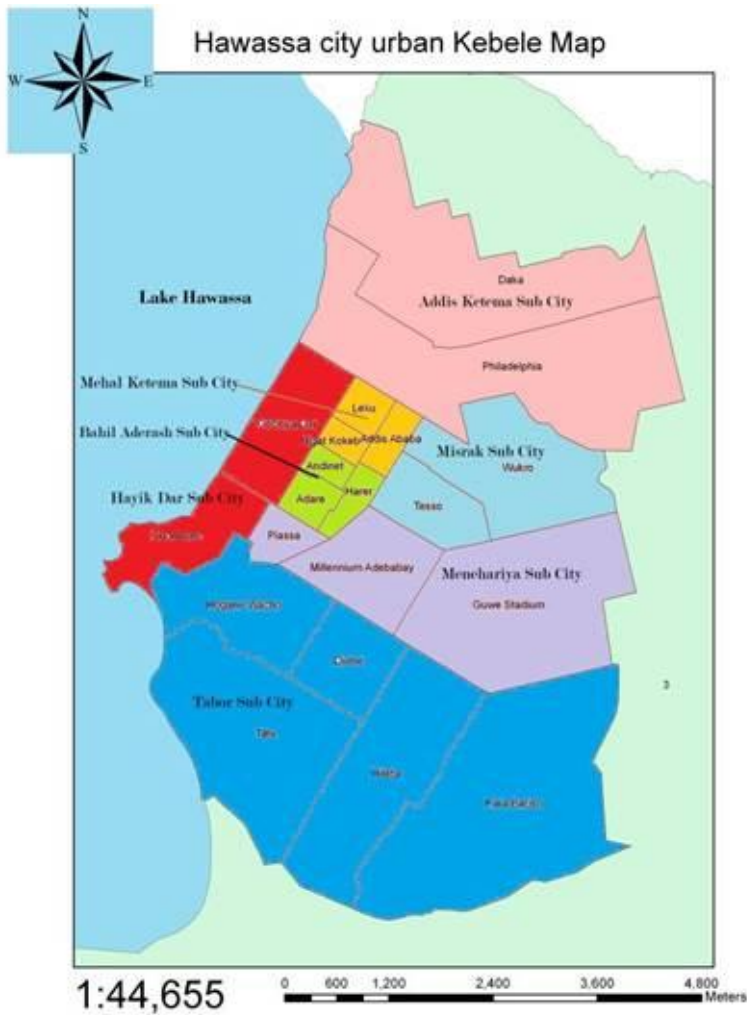 N
Hawassa city urban Kebele Map
W
E
S
Daka
Lake Hawassa
Addis Ketema Sub City
Philadelphia
Mehal Ketema Sub City
Leku
Addis Ababa
Bahil Aderash Sub City
Misrak Sub City
Andinet
Wukro
Harer
Hayik Dar Sub City
Adare
Tesso
Piassa
Millennium Adebabay
Menehariya Sub City
Guwe Stadium
3
Tabor Sub City
1:44,655
0 600 1,200 2,400 3,600 4,800
Meters